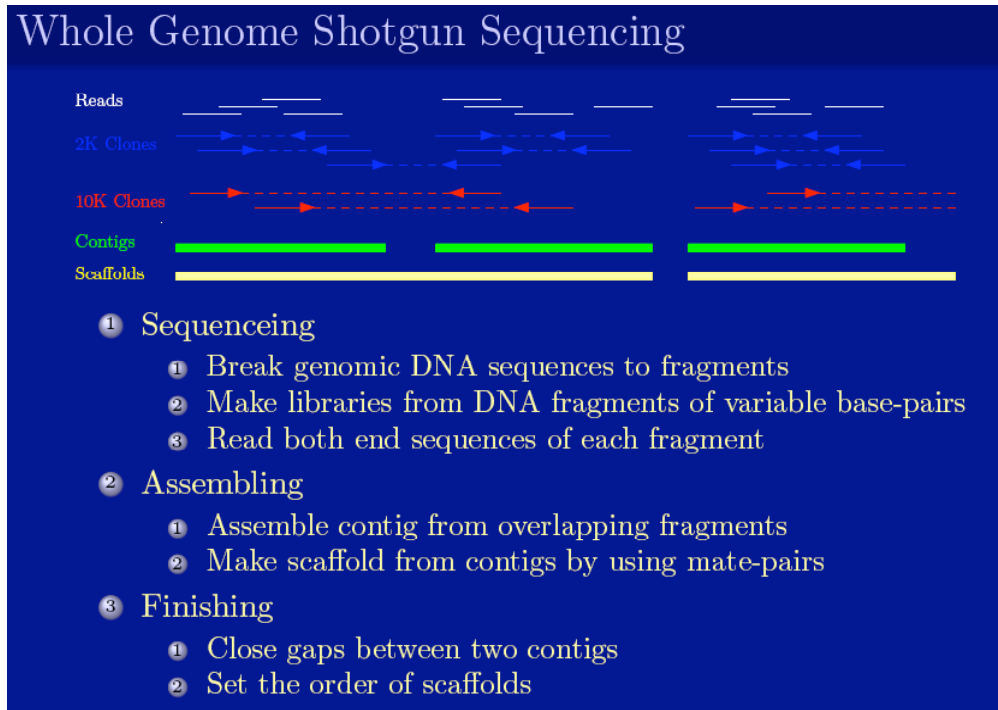 Whole Genome Shotgun Sequencing
Reads
2K Clones
10K Clones
Contigs
Scaffolds
1 Sequenceing
1 Break genomic DNA sequences to fragments
2 Make libraries from DNA fragments of variable base-pairs
3 Read both end sequences of each fragment
2 Assembling
1 Assemble contig from overlapping fragments
2 Make scaffold from contigs by using mate-pairs
3 Finishing
1 Close gaps between two contigs
2 Set the order of scaffolds